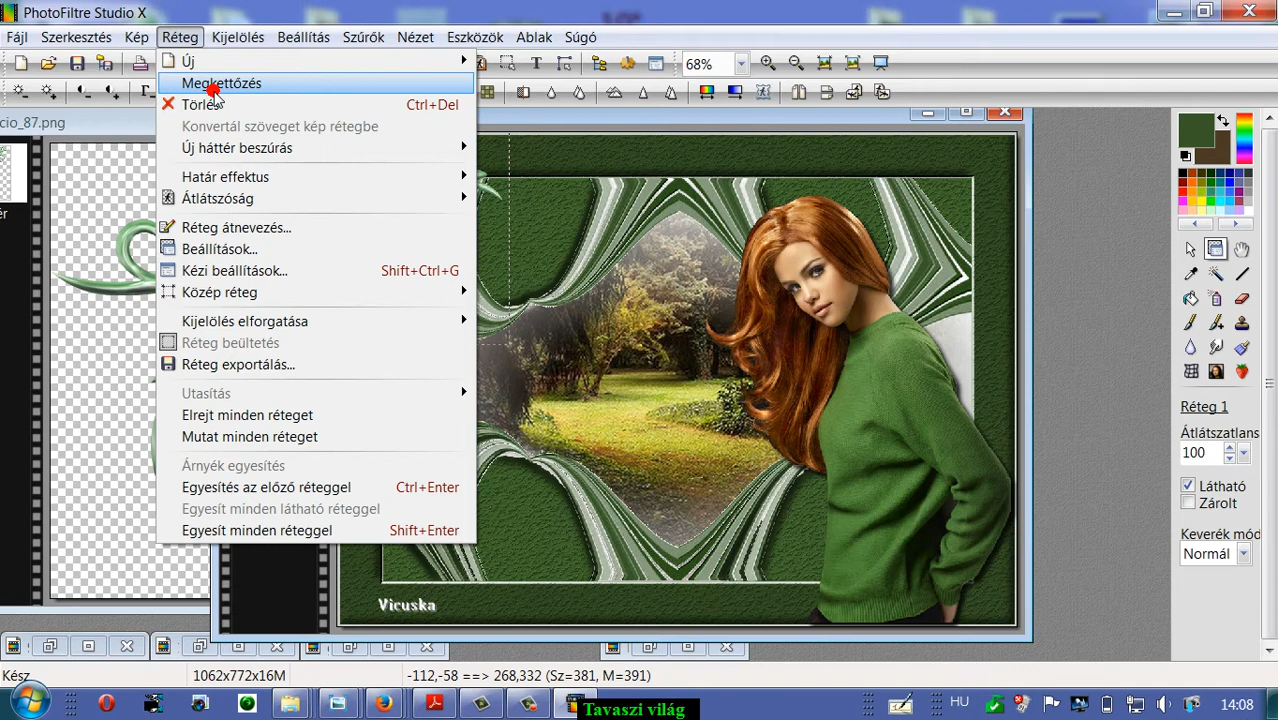 PhotoFiltre Studio X
Fájl Szerkesztés Kép Réteg Kijelölés Beállítás Szűrők Nézet Eszközök Ablak Súgó
68%
cio_87.png
Új
Megkettőzés
Törlés Ctrl+Del
Konvertál szöveget kép rétegbe
Új háttér beszúrás
Határ effektus
Átlátszóság
Réteg átnevezés...
Beállítások...
Kézi beállítások... Shift+Ctrl+G
Közép réteg
Kijelölés elforgatása
Réteg beültetés
Réteg exportálás...
Utasítás
Elrejt minden réteget
Mutat minden réteget
Árnyék egyesítés
Egyesítés az előző réteggel Ctrl+Enter
Egyesít minden látható réteggel
Egyesít minden réteggel Shift+Enter
ér
Vicuska
Réteg 1
Átlátszatlans
100
Látható
Zárolt
Keverék mód
Normál
Kész
1062x772x16M
-112,-58 ==> 268,332 (Sz=381, M=391)
Tavaszi világ
HU
14:08